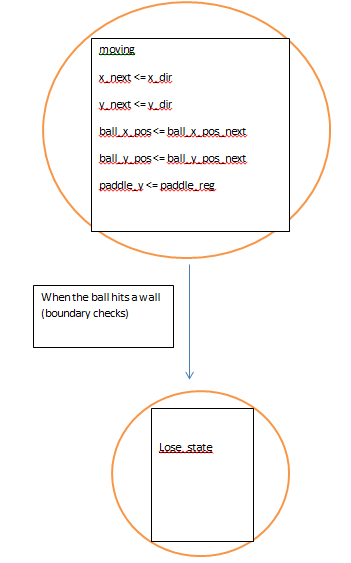 moving
x_next <= x_dir
y_next <= y_dir
ball_x_pos <= ball_x_pos_next
ball_y_pos <= ball_y_pos_next
paddle_y <= paddle_reg
When the ball hits a wall
(boundary checks)
Lose_state